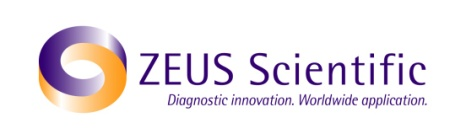 ZEUS Scientific
Diagnostic innovation. Worldwide application.